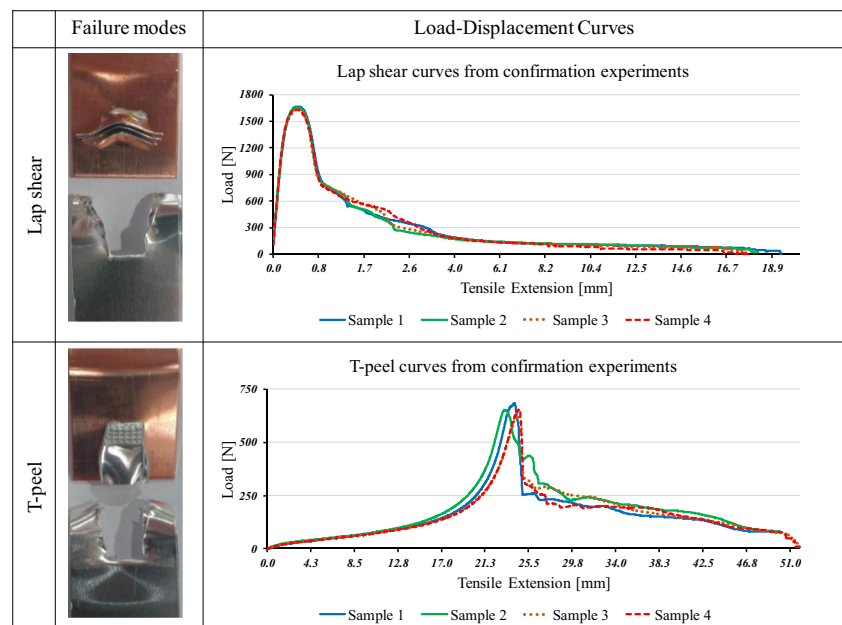 Failure modes
Load-Displacement Curves
Lap shear
Lap shear curves from confirmation experiments
Load [N]
1800
1500
1200
900
600
300
0
0.0 0.8 1.7 2.6 4.0 6.1 8.2 10.4 12.5 14.6 16.7 18.9
Tensile Extension [mm]
Sample 1 Sample 2 Sample 3 Sample 4
T-peel
T-peel curves from confirmation experiments
Load [N]
750
500
250
0
0.0 4.3 8.5 12.8 17.0 21.3 25.5 29.8 34.0 38.3 42.5 46.8 51.0
Tensile Extension [mm]
Sample 1 Sample 2 Sample 3 Sample 4